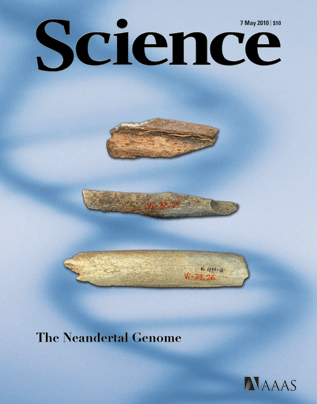 7 May 2010 | $10
Science
The Neandertal Genome
AAAS